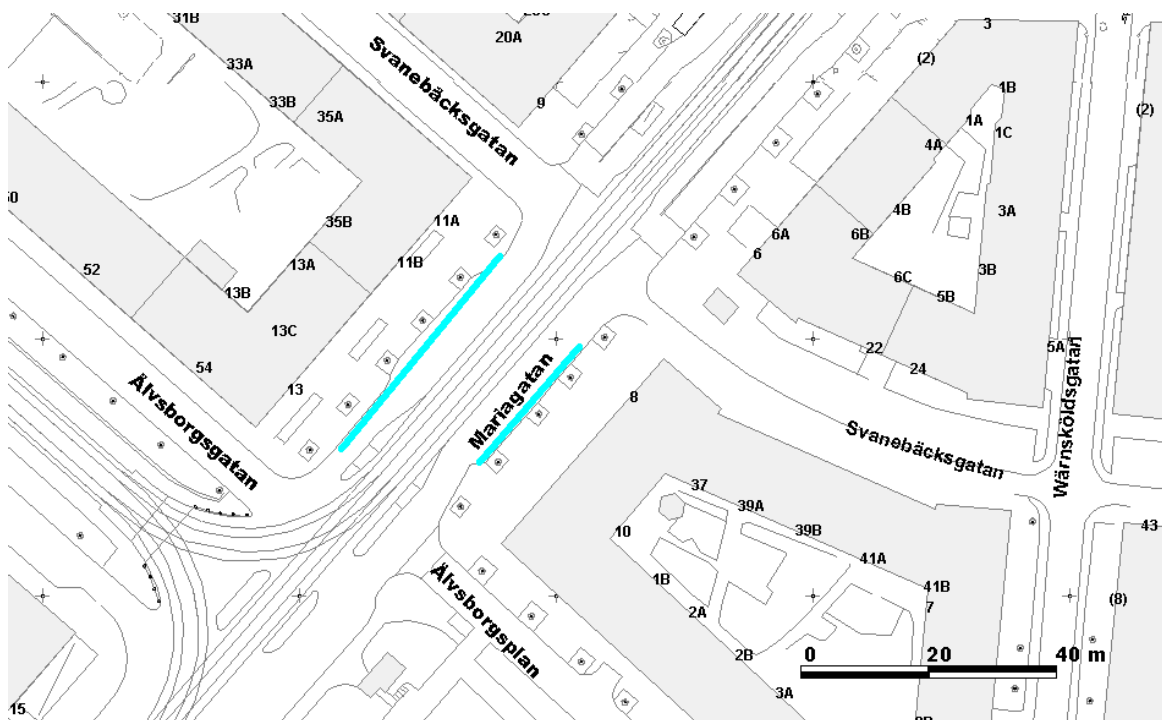 31B
20C
20A
3
Svanebäcksgatan
33A
(2)
33B
9
1B
35A
1A
1C
(2)
4A
50
35B
11A
4B
3A
6A
6B
13A
11B
6
52
3B
13B
6C
5B
13C
22
5A
54
24
Älvsborgsgatan
13
Mariagatan
8
Svanebäcksgatan
Wärnsköldsgatan
37
39A
10
39B
43
41A
Älvsborgsplan
1B
41B
7
(8)
2A
2B
0 20 40 m
3A
15